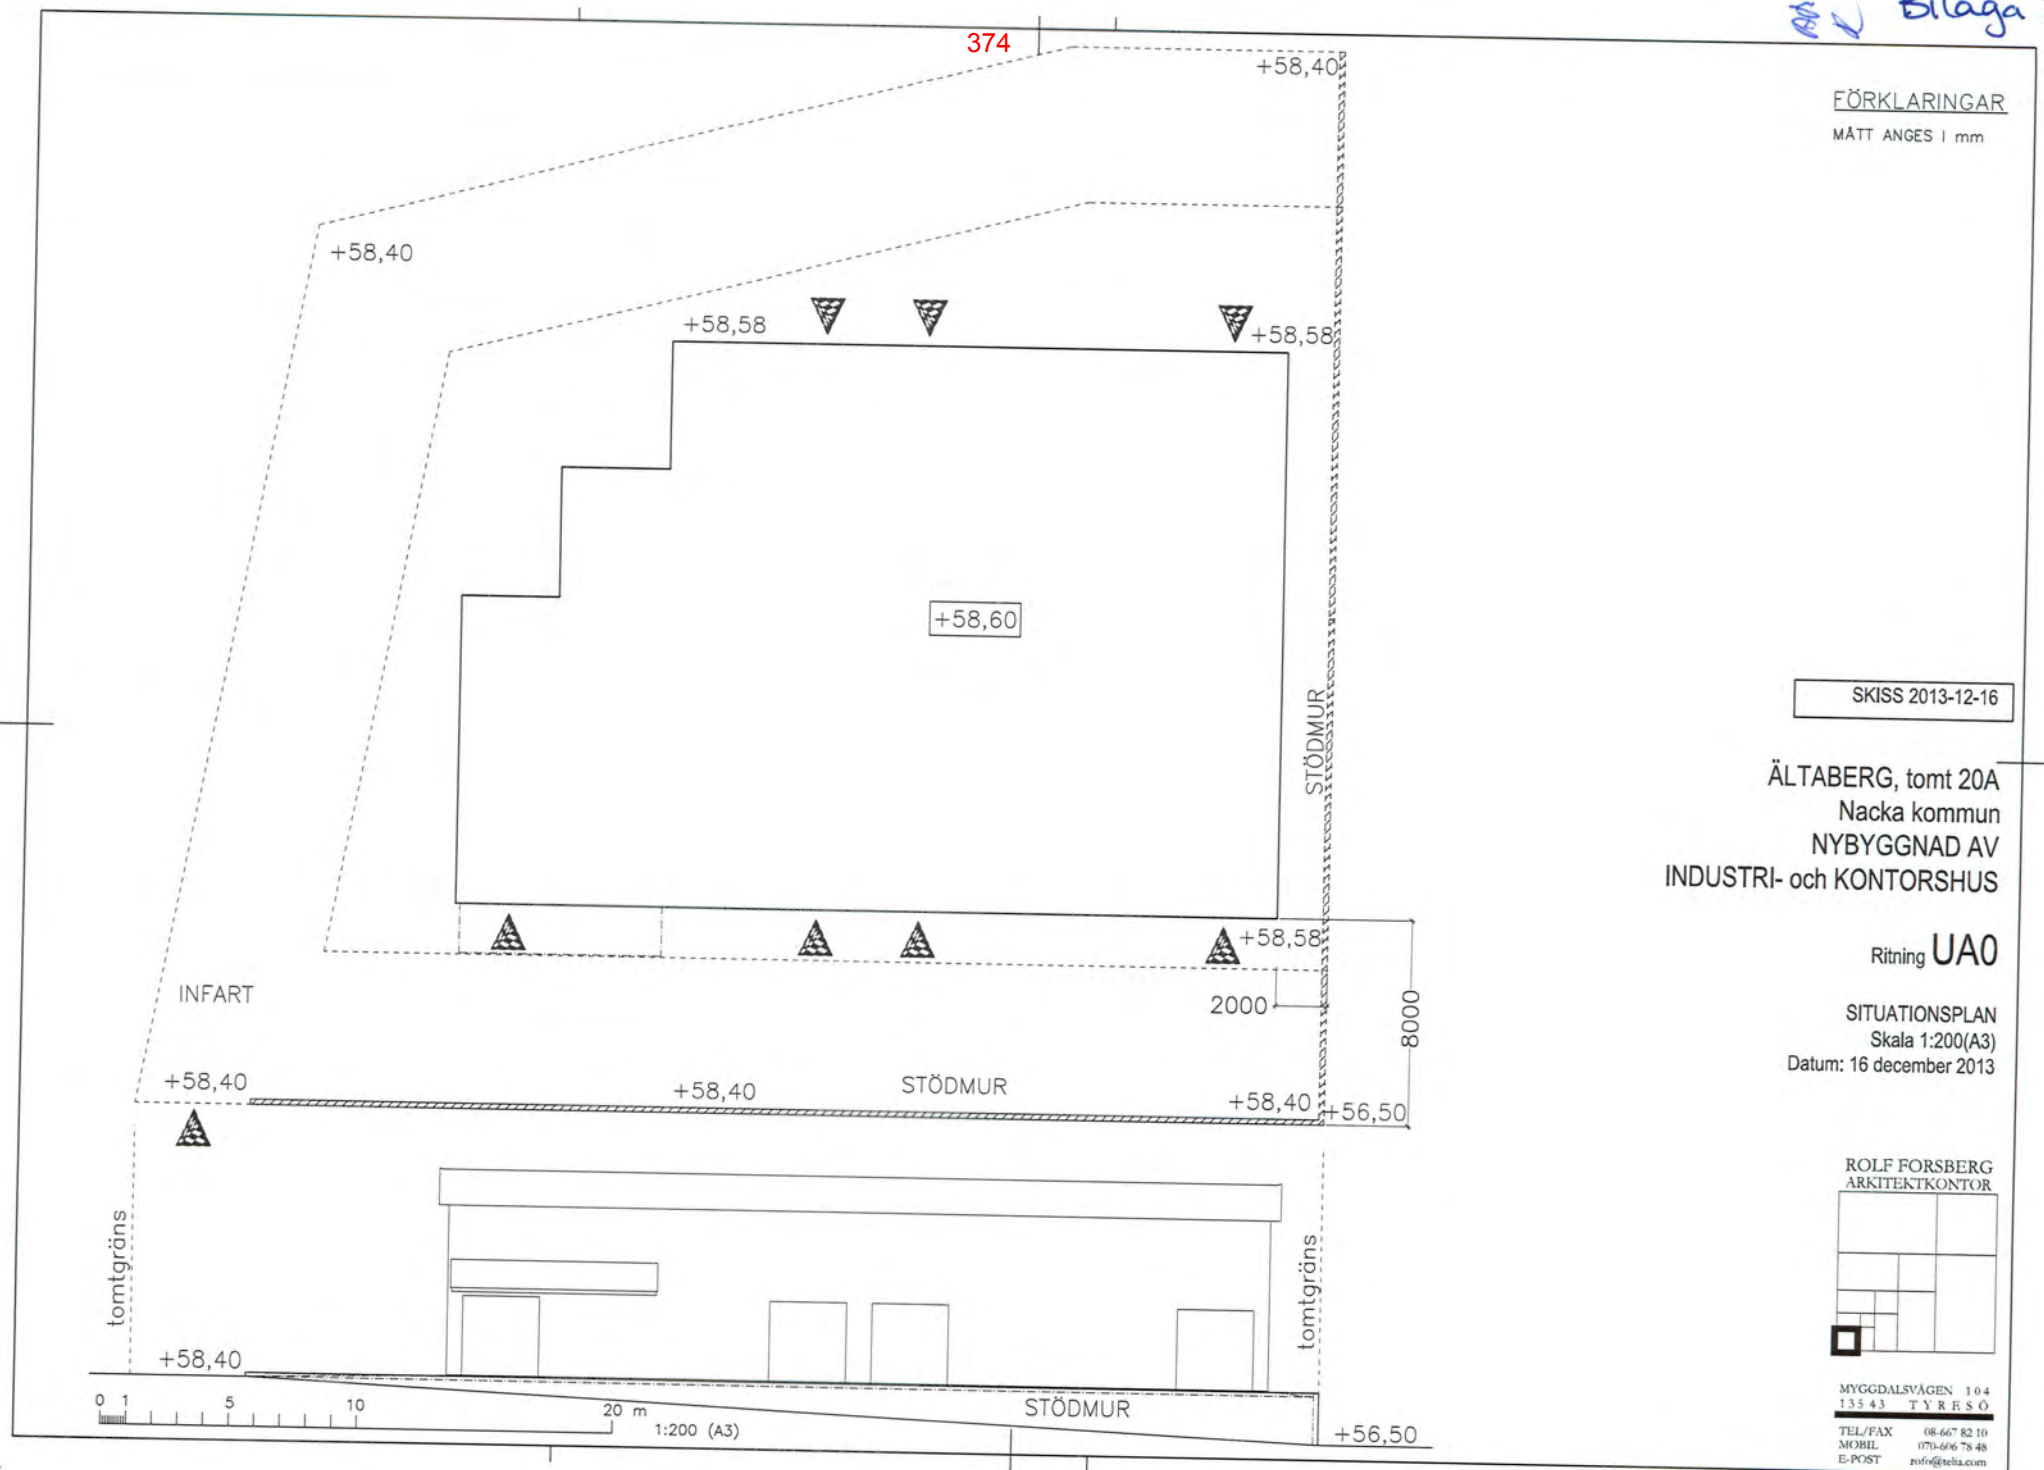 Bilaga
374
+58,40
FÖRKLARINGAR
MÅTT ANGES I mm
+58,40
+58,58
+58,58
+58,60
STÖDMUR
SKISS 2013-12-16
ÄLTABERG, tomt 20A
Nacka kommun
NYBYGGNAD AV
INDUSTRI- och KONTORSHUS
Ritning UA0
SITUATIONSPLAN
Skala 1:200(A3)
Datum: 16 december 2013
+58,58
INFART
2000
8000
+58,40
+58,40
STÖDMUR
+58,40
+56,50
tomtgräns
tomtgräns
+58,40
0 1 5 10 20 m
1:200 (A3)
STÖDMUR
+56,50
ROLF FORSBERG
ARKITEKTKONTOR
MYGGDALSVÄGEN 104
135 43 TYRESÖ
TEL/FAX 08-667 82 10
MOBIL 070-606 78 48
E-POST rofo@telia.com